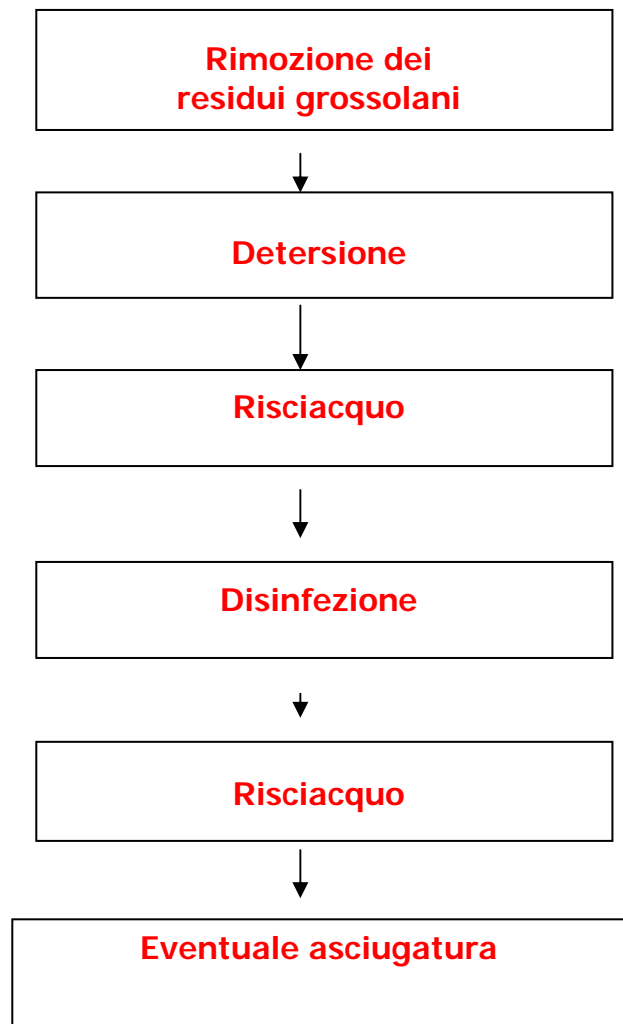 Rimozione dei
residui grossolani
Detersione
Risciacquo
Disinfezione
Risciacquo
Eventuale asciugatura